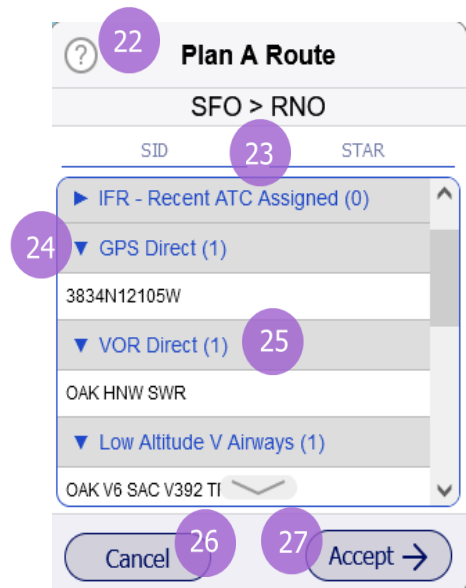 22
?
Plan A Route
SFO > RNO
SID 23 STAR
IFR - Recent ATC Assigned (0)
24 GPS Direct (1)
3834N12105W
VOR Direct (1) 25
OAK HNW SWR
Low Altitude V Airways (1)
OAK V6 SAC V392
Cancel 26 27 Accept →